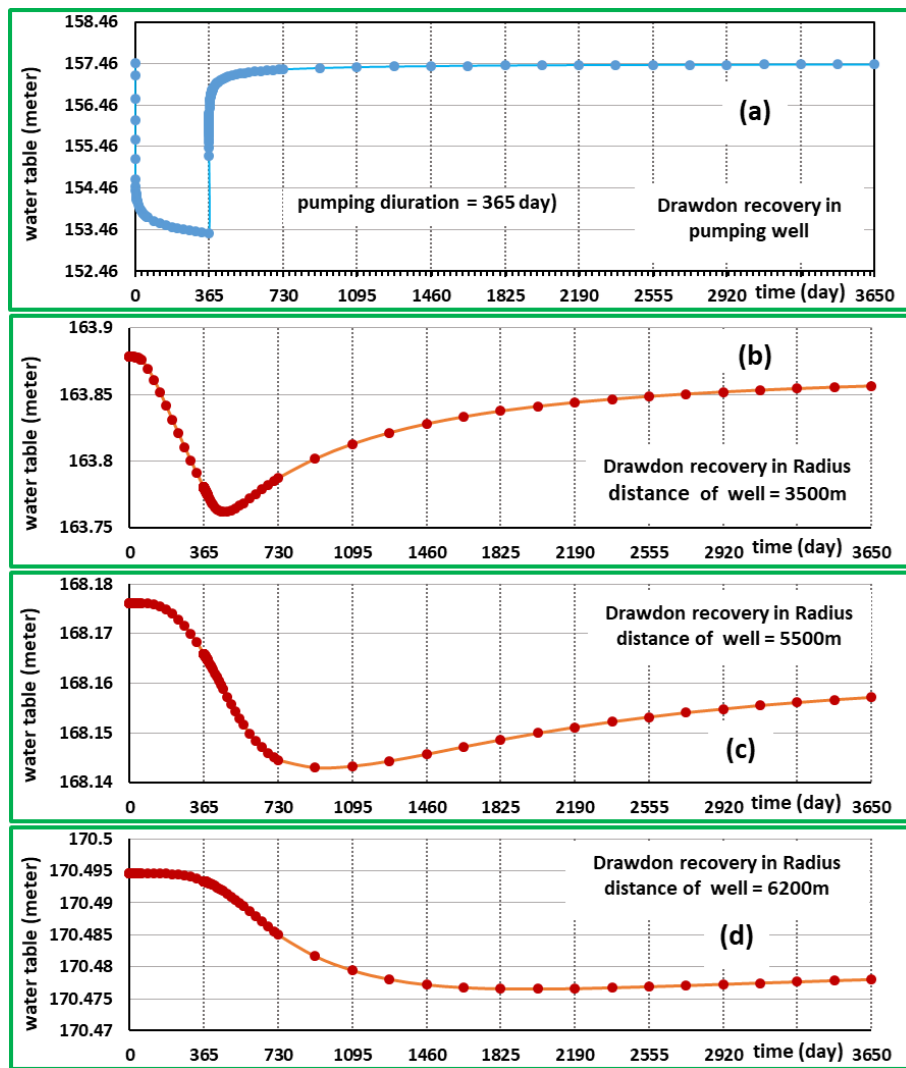 158.46
157.46
156.46
155.46
154.46
153.46
152.46
water table (meter)
(a)
pumping diuration = 365 day)
Drawdon recovery in
pumping well
0 365 730 1095 1460 1825 2190 2555 2920 3650
time (day)
163.9
163.85
163.8
163.75
water table (meter)
(b)
Drawdon recovery in Radius
distance of well = 3500m
0 365 730 1095 1460 1825 2190 2555 2920 3650
time (day)
168.18
168.17
168.16
168.15
168.14
water table (meter)
Drawdon recovery in Radius
distance of well = 5500m
(c)
0 365 730 1095 1460 1825 2190 2555 2920 3650
time (day)
170.5
170.495
170.49
170.485
170.48
170.475
170.47
water table (meter)
Drawdon recovery in Radius
distance of well = 6200m
(d)
0 365 730 1095 1460 1825 2190 2555 2920 3650
time (day)